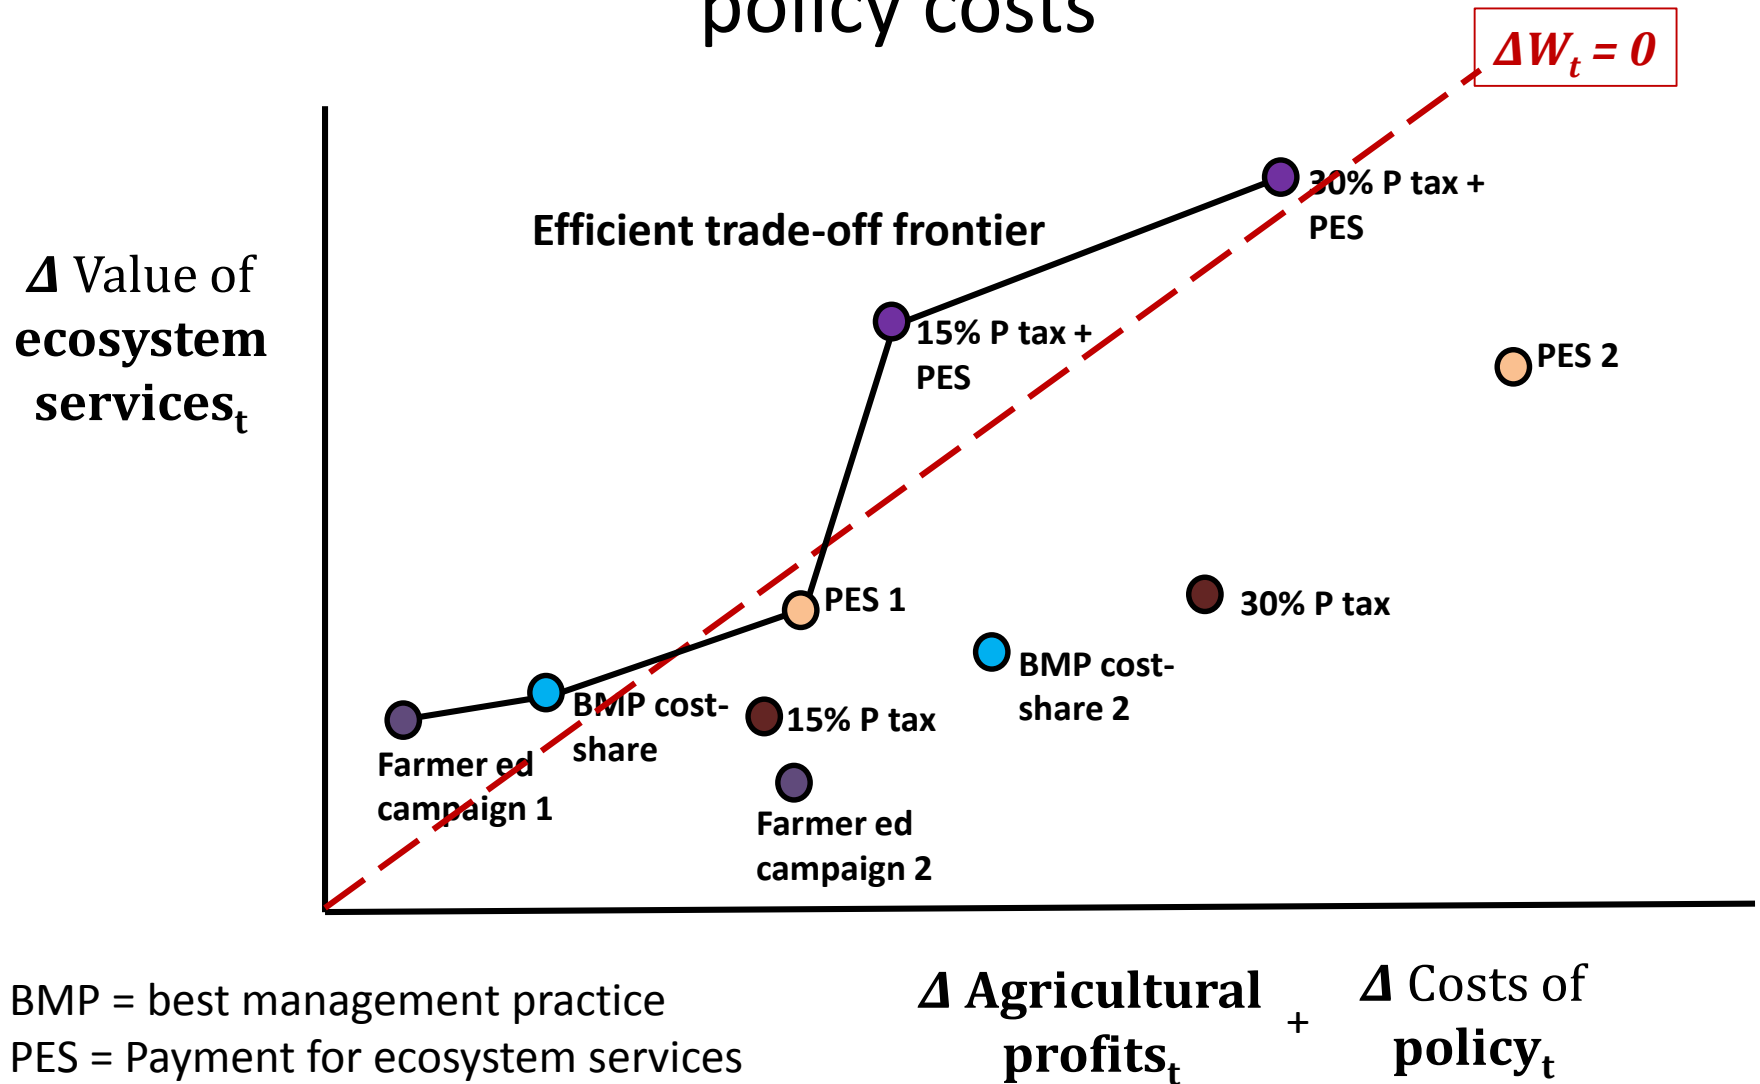 policy costs
ΔWt = 0
30% P tax +
PES
Efficient trade-off frontier
Δ Value of
ecosystem
servicest
15% P tax +
PES
PES 2
PES 1
30% P tax
BMP cost-
share 2
BMP cost-
share
15% P tax
Farmer ed
campaign 1
Farmer ed
campaign 2
BMP = best management practice
PES = Payment for ecosystem services
Δ Agricultural
profitst
+
Δ Costs of
policyt